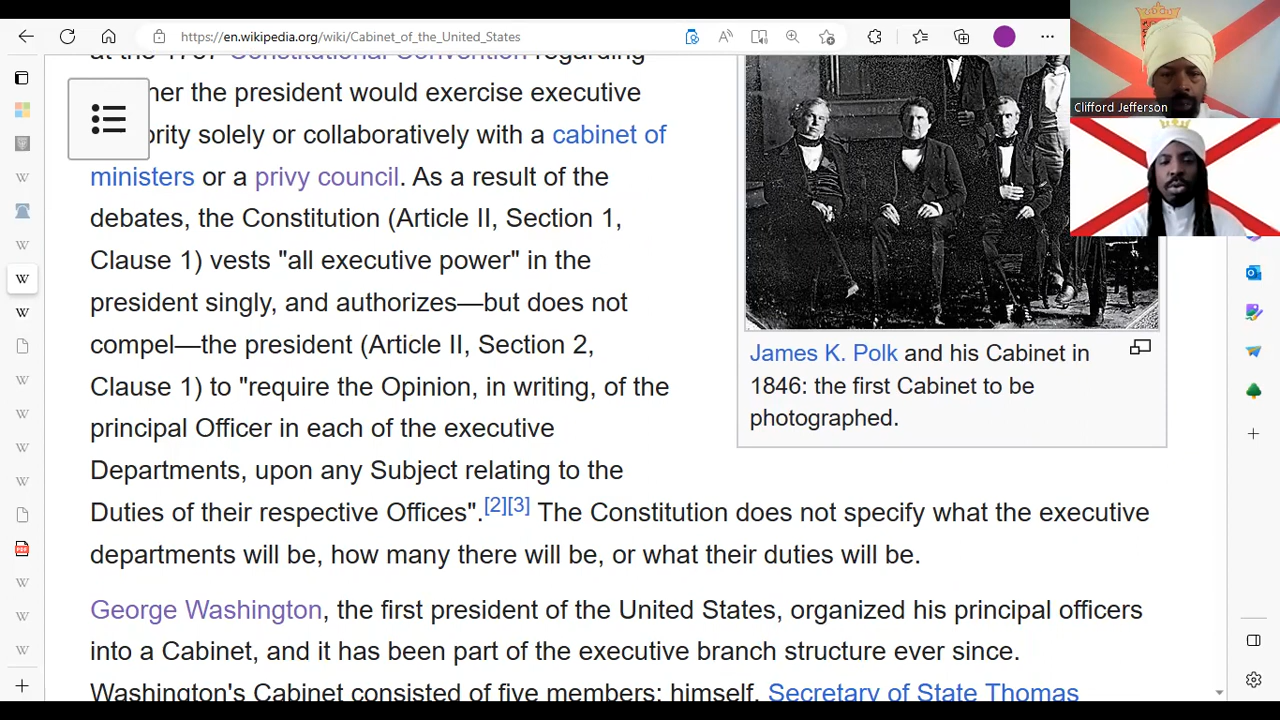 https://en.wikipedia.org/wiki/Cabinet_of_the_United_States
Clifford Jefferson
Constitutional Convention regarding
her the president would exercise executive
ority solely or collaboratively with a cabinet of
ministers or a privy council. As a result of the
debates, the Constitution (Article II, Section 1,
Clause 1) vests "all executive power" in the
president singly, and authorizes—but does not
compel—the president (Article II, Section 2,
Clause 1) to "require the Opinion, in writing, of the
principal Officer in each of the executive
Departments, upon any Subject relating to the
Duties of their respective Offices".[2][3] The Constitution does not specify what the executive
departments will be, how many there will be, or what their duties will be.
James K. Polk and his Cabinet in
1846: the first Cabinet to be
photographed.
George Washington, the first president of the United States, organized his principal officers
into a Cabinet, and it has been part of the executive branch structure ever since.
Washington's Cabinet consisted of five members: himself, Secretary of State Thomas